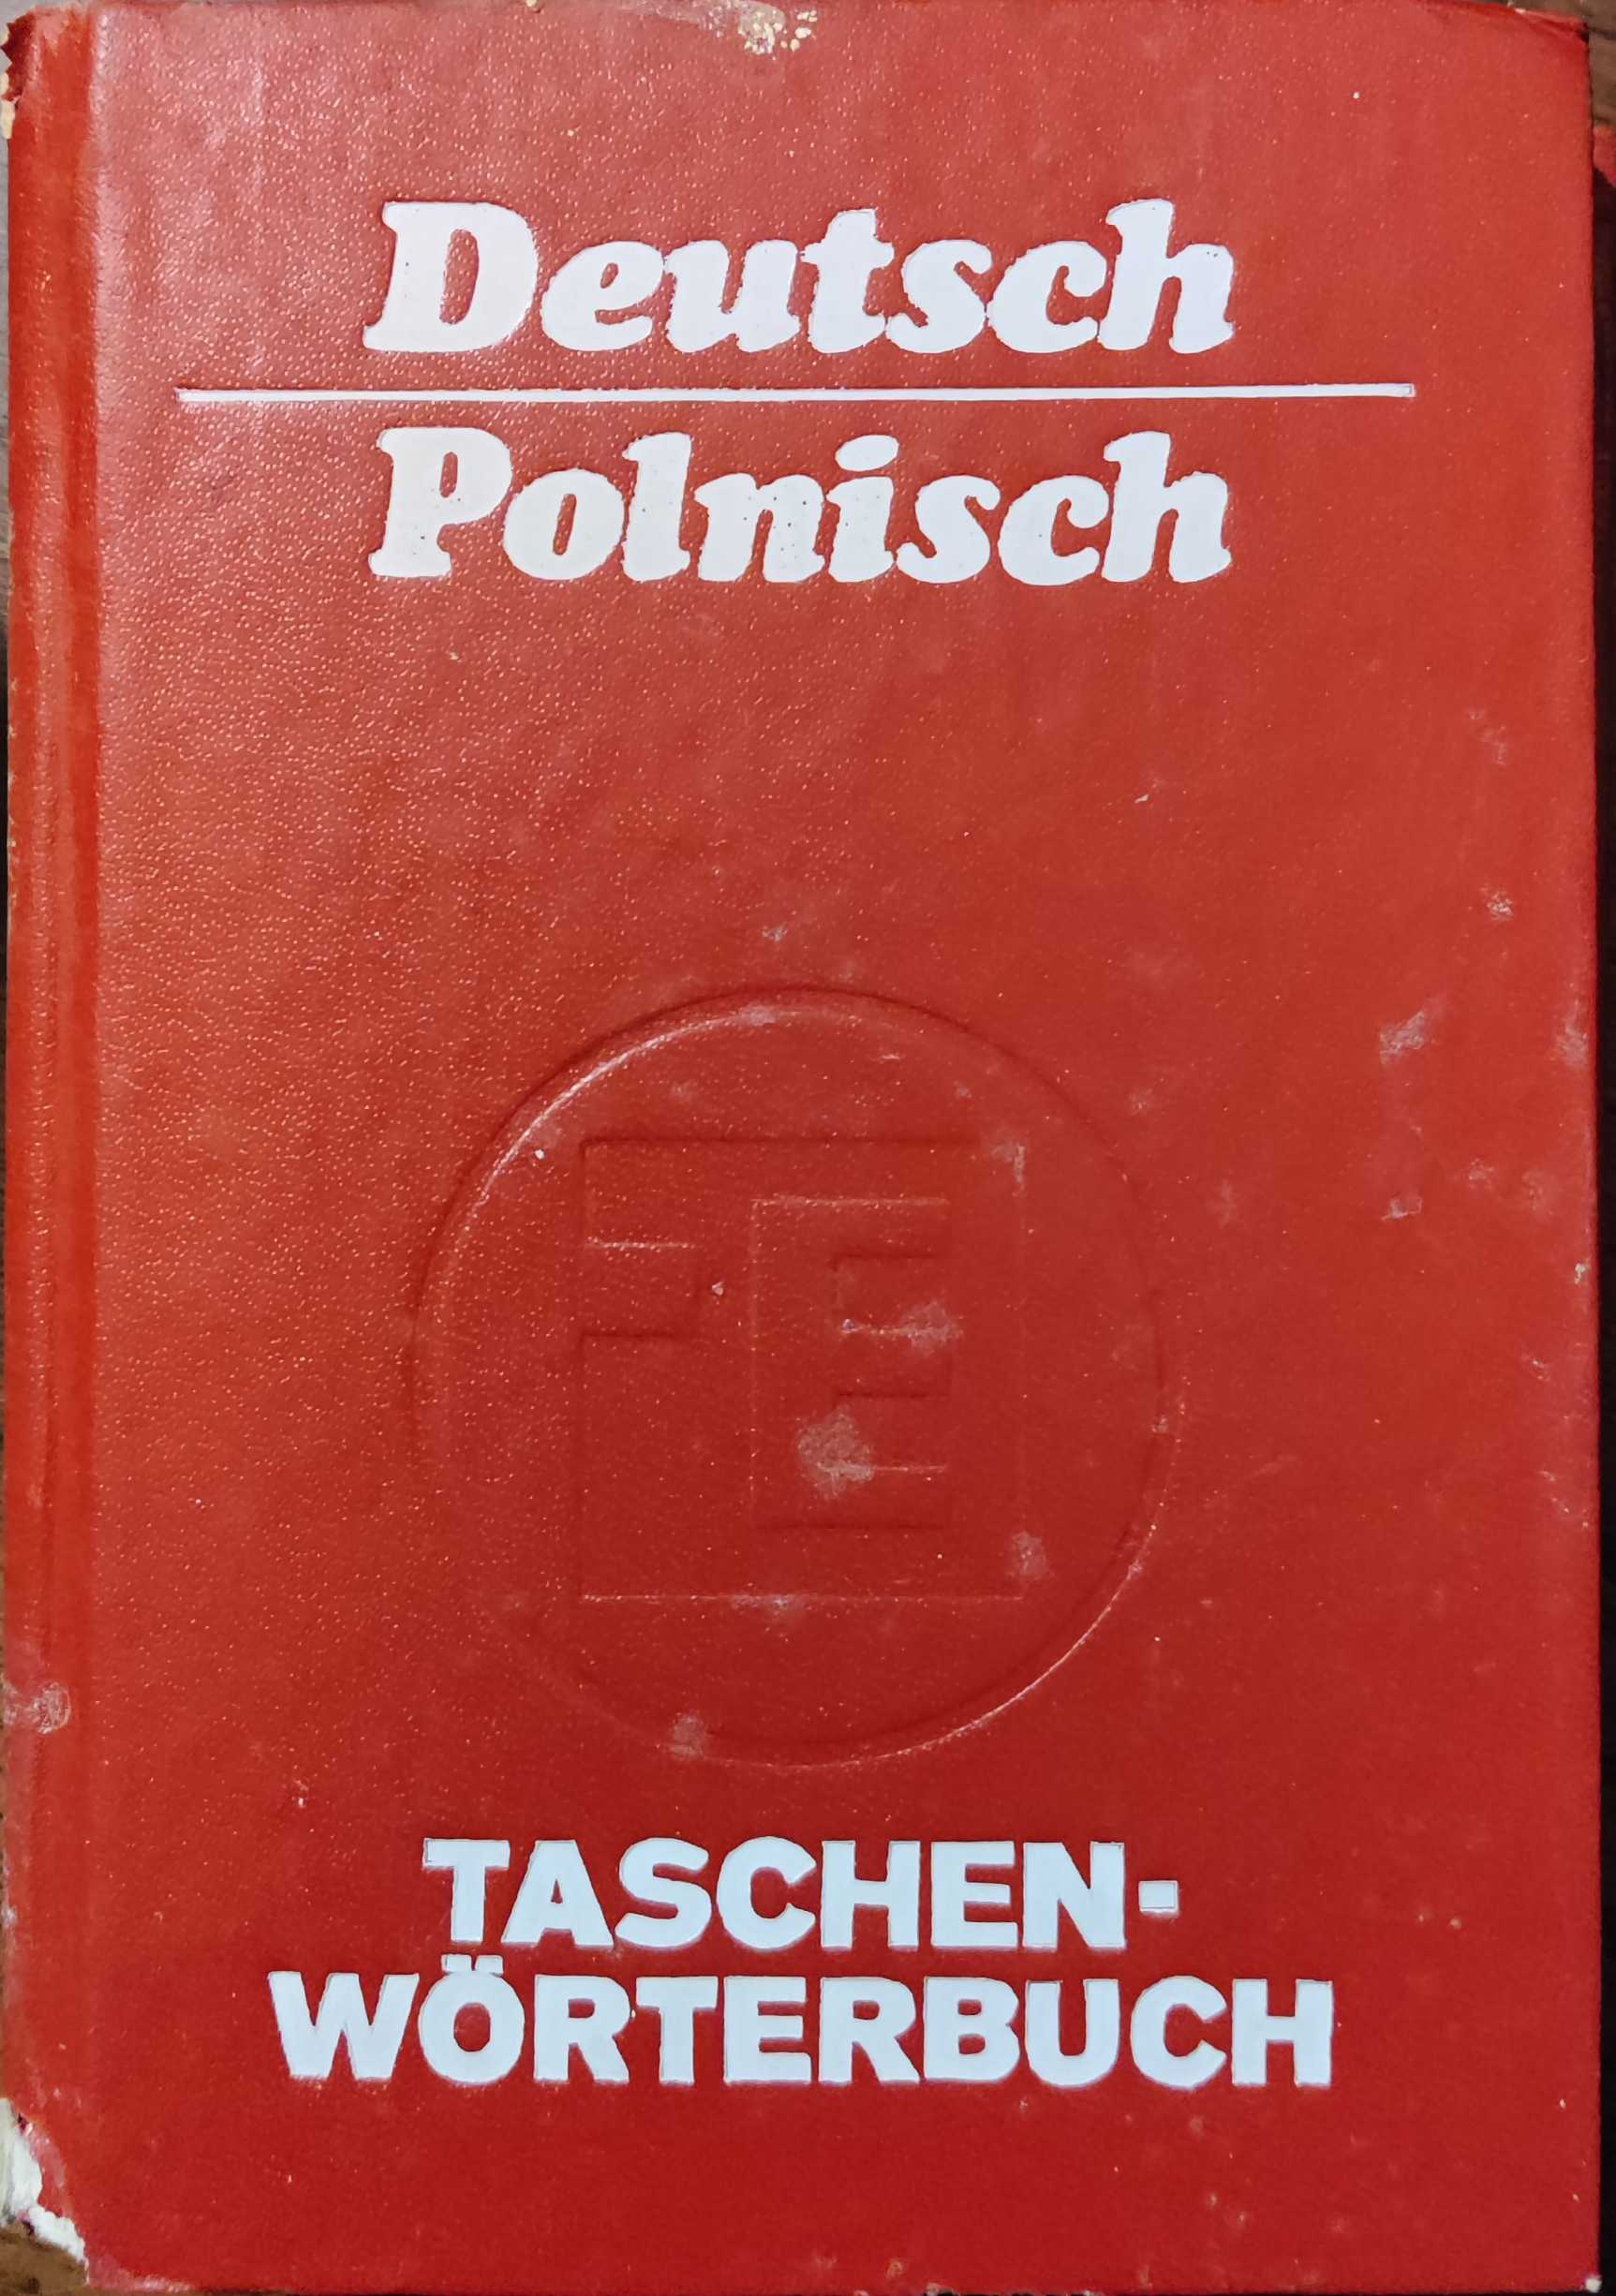 Deutsch
Polnisch
TASCHEN-
WÖRTERBUCH